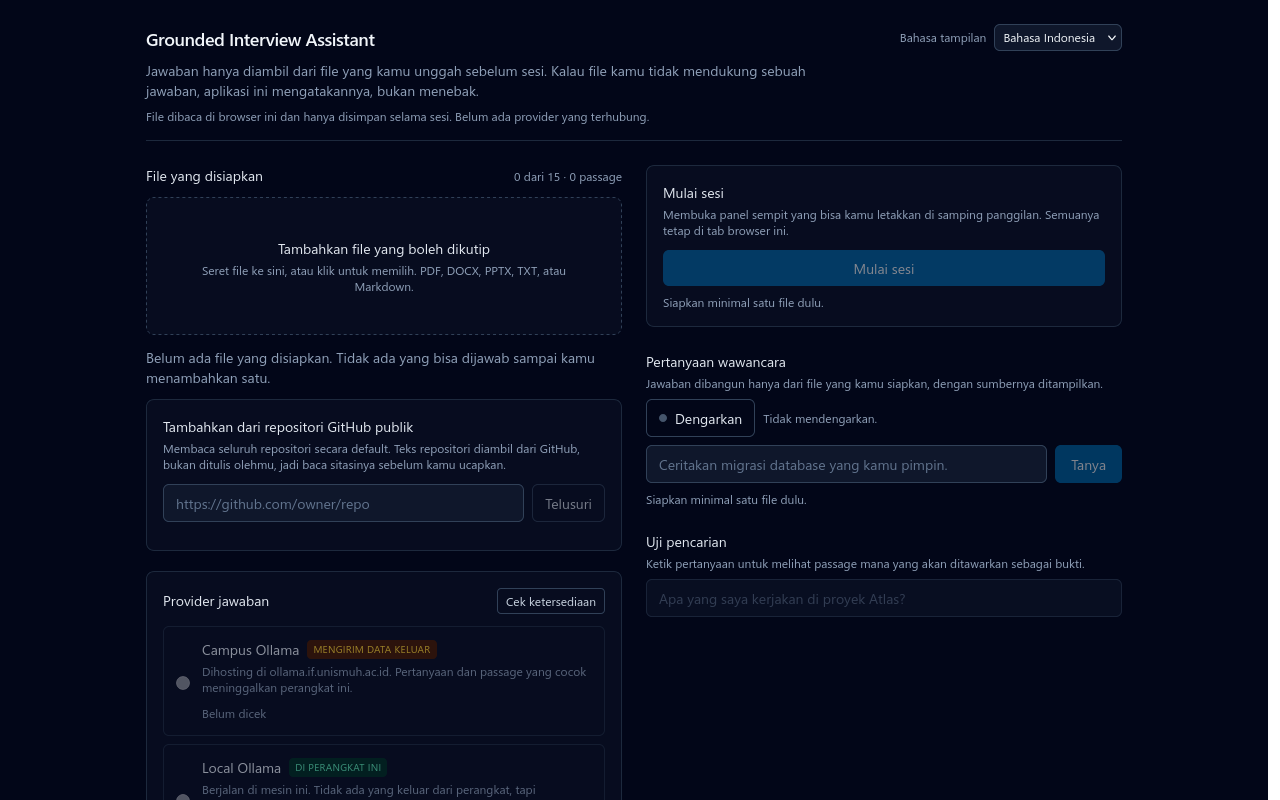 Grounded Interview Assistant
Bahasa tampilan
Bahasa Indonesia
Jawaban hanya diambil dari file yang kamu unggah sebelum sesi. Kalau file kamu tidak mendukung sebuah
jawaban, aplikasi ini mengatakannya, bukan menebak.
File dibaca di browser ini dan hanya disimpan selama sesi. Belum ada provider yang terhubung.
File yang disiapkan
0 dari 15 · 0 passage
Tambahkan file yang boleh dikutip
Seret file ke sini, atau klik untuk memilih. PDF, DOCX, PPTX, TXT, atau
Markdown.
Belum ada file yang disiapkan. Tidak ada yang bisa dijawab sampai kamu
menambahkan satu.
Tambahkan dari repositori GitHub publik
Membaca seluruh repositori secara default. Teks repositori diambil dari GitHub,
bukan ditulis olehmu, jadi baca sitasinya sebelum kamu ucapkan.
https://github.com/owner/repo
Telusuri
Provider jawaban
Cek ketersediaan
Campus Ollama
MENGIRIM DATA KELUAR
Dihosting di ollama.if.unismuh.ac.id. Pertanyaan dan passage yang cocok
meninggalkan perangkat ini.
Belum dicek
Local Ollama
DI PERANGKAT INI
Berjalan di mesin ini. Tidak ada yang keluar dari perangkat, tapi
Mulai sesi
Membuka panel sempit yang bisa kamu letakkan di samping panggilan. Semuanya
tetap di tab browser ini.
Mulai sesi
Siapkan minimal satu file dulu.
Pertanyaan wawancara
Jawaban dibangun hanya dari file yang kamu siapkan, dengan sumbernya ditampilkan.
Dengarkan
Tidak mendengarkan.
Ceritakan migrasi database yang kamu pimpin.
Tanya
Siapkan minimal satu file dulu.
Uji pencarian
Ketik pertanyaan untuk melihat passage mana yang akan ditawarkan sebagai bukti.
Apa yang saya kerjakan di proyek Atlas?